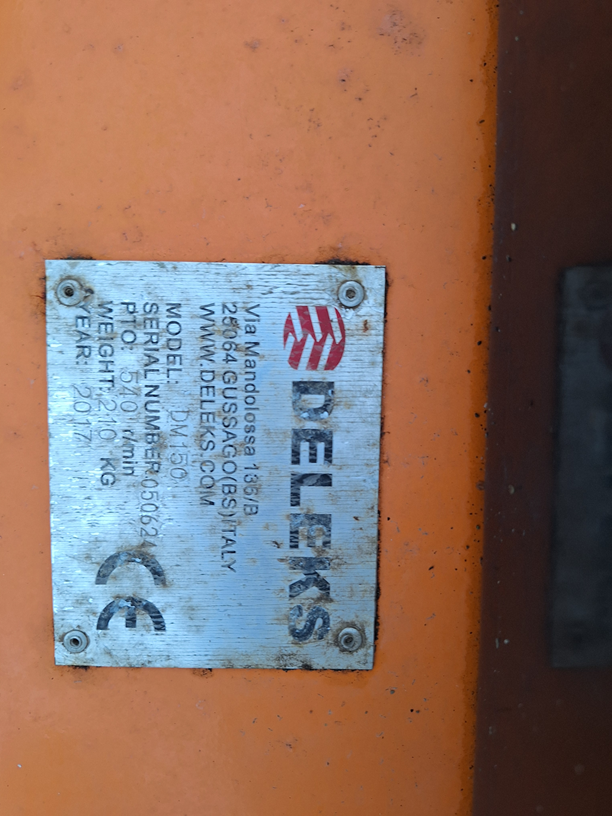 DELEKS
Via Mandolossa 136/B
25064 GUSSAGO(BS)ITALY
WWW.DELEKS.COM
MODEL: DM150
SERIAL NUMBER 05062
PTO: 540 r/min
WEIGHT: 210 KG
YEAR: 2017
CE